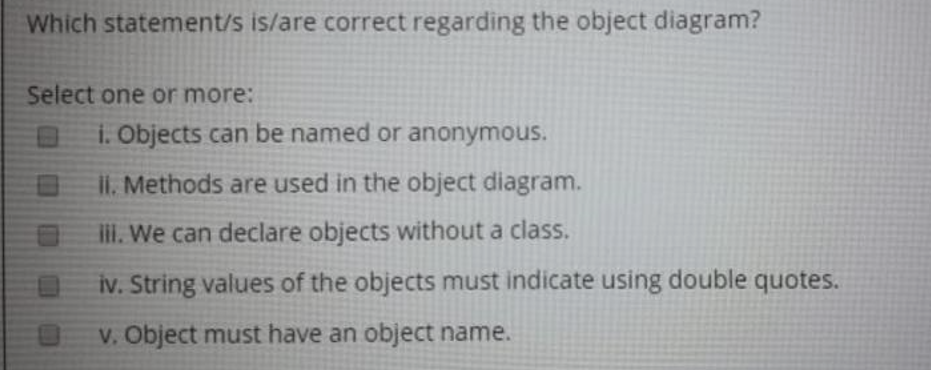 Which statement/s is/are correct regarding the object diagram?
Select one or more:
i. Objects can be named or anonymous.
ii. Methods are used in the object diagram.
iii. We can declare objects without a class.
iv. String values of the objects must indicate using double quotes.
v. Object must have an object name.